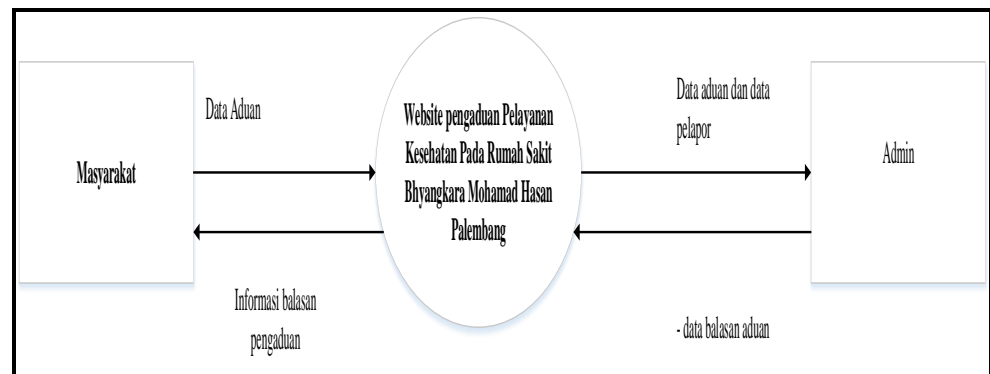 Masyarakat
Data Aduan
Informasi balasan
pengaduan
Website pengaduan Pelayanan
Kesehatan Pada Rumah Sakit
Bhyangkara Mohamad Hasan
Palembang
Data aduan dan data
pelapor
- data balasan aduan
Admin